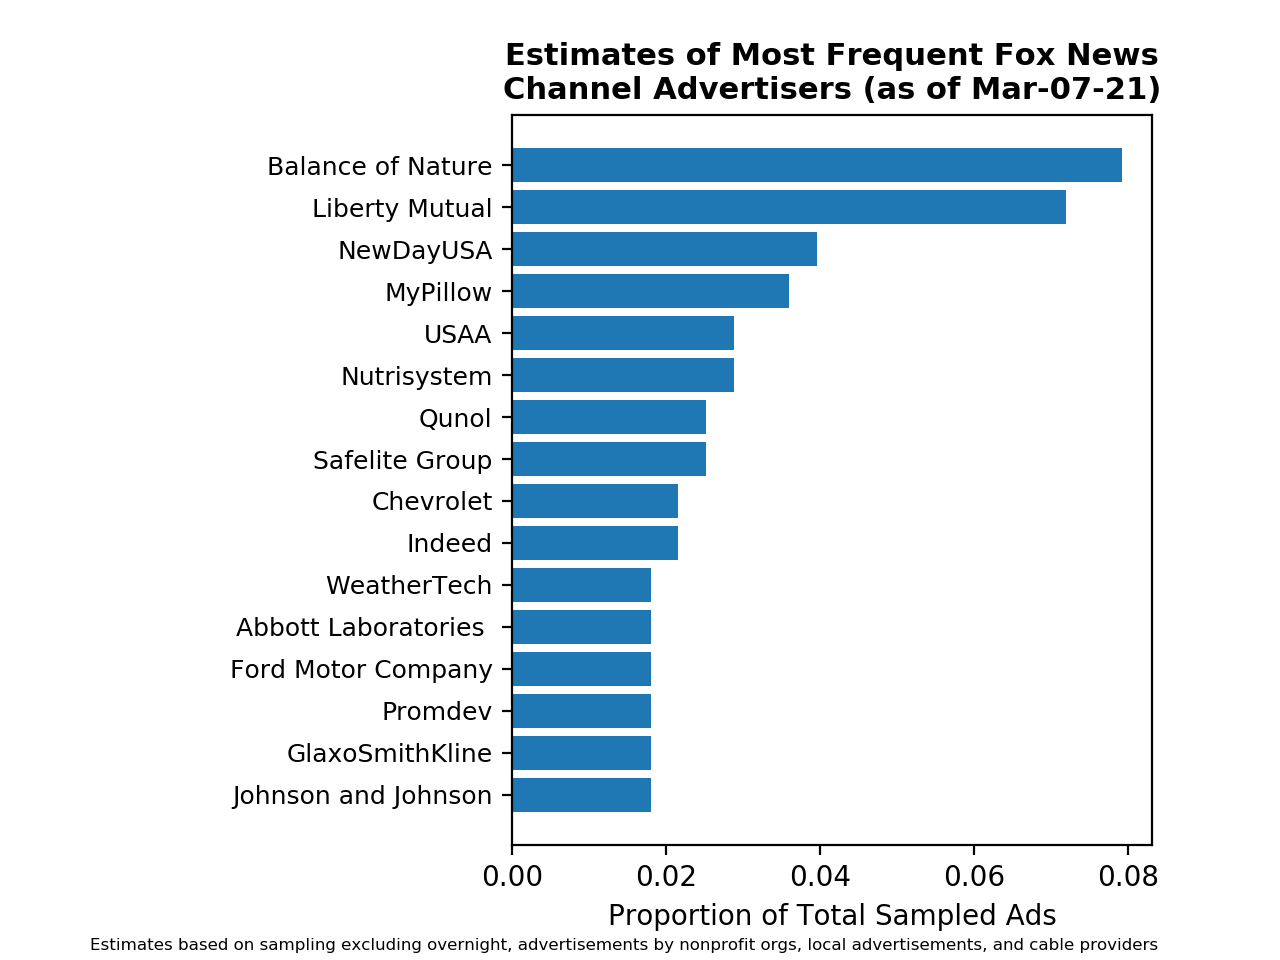 Estimates of Most Frequent Fox News
Channel Advertisers (as of Mar-07-21)
Balance of Nature
Liberty Mutual
NewDayUSA
MyPillow
USAA
Nutrisystem
Qunol
Safelite Group
Chevrolet
Indeed
WeatherTech
Abbott Laboratories
Ford Motor Company
Promdev
GlaxoSmithKline
Johnson and Johnson
0.00 0.02 0.04 0.06 0.08
Proportion of Total Sampled Ads
Estimates based on sampling excluding overnight, advertisements by nonprofit orgs, local advertisements, and cable providers